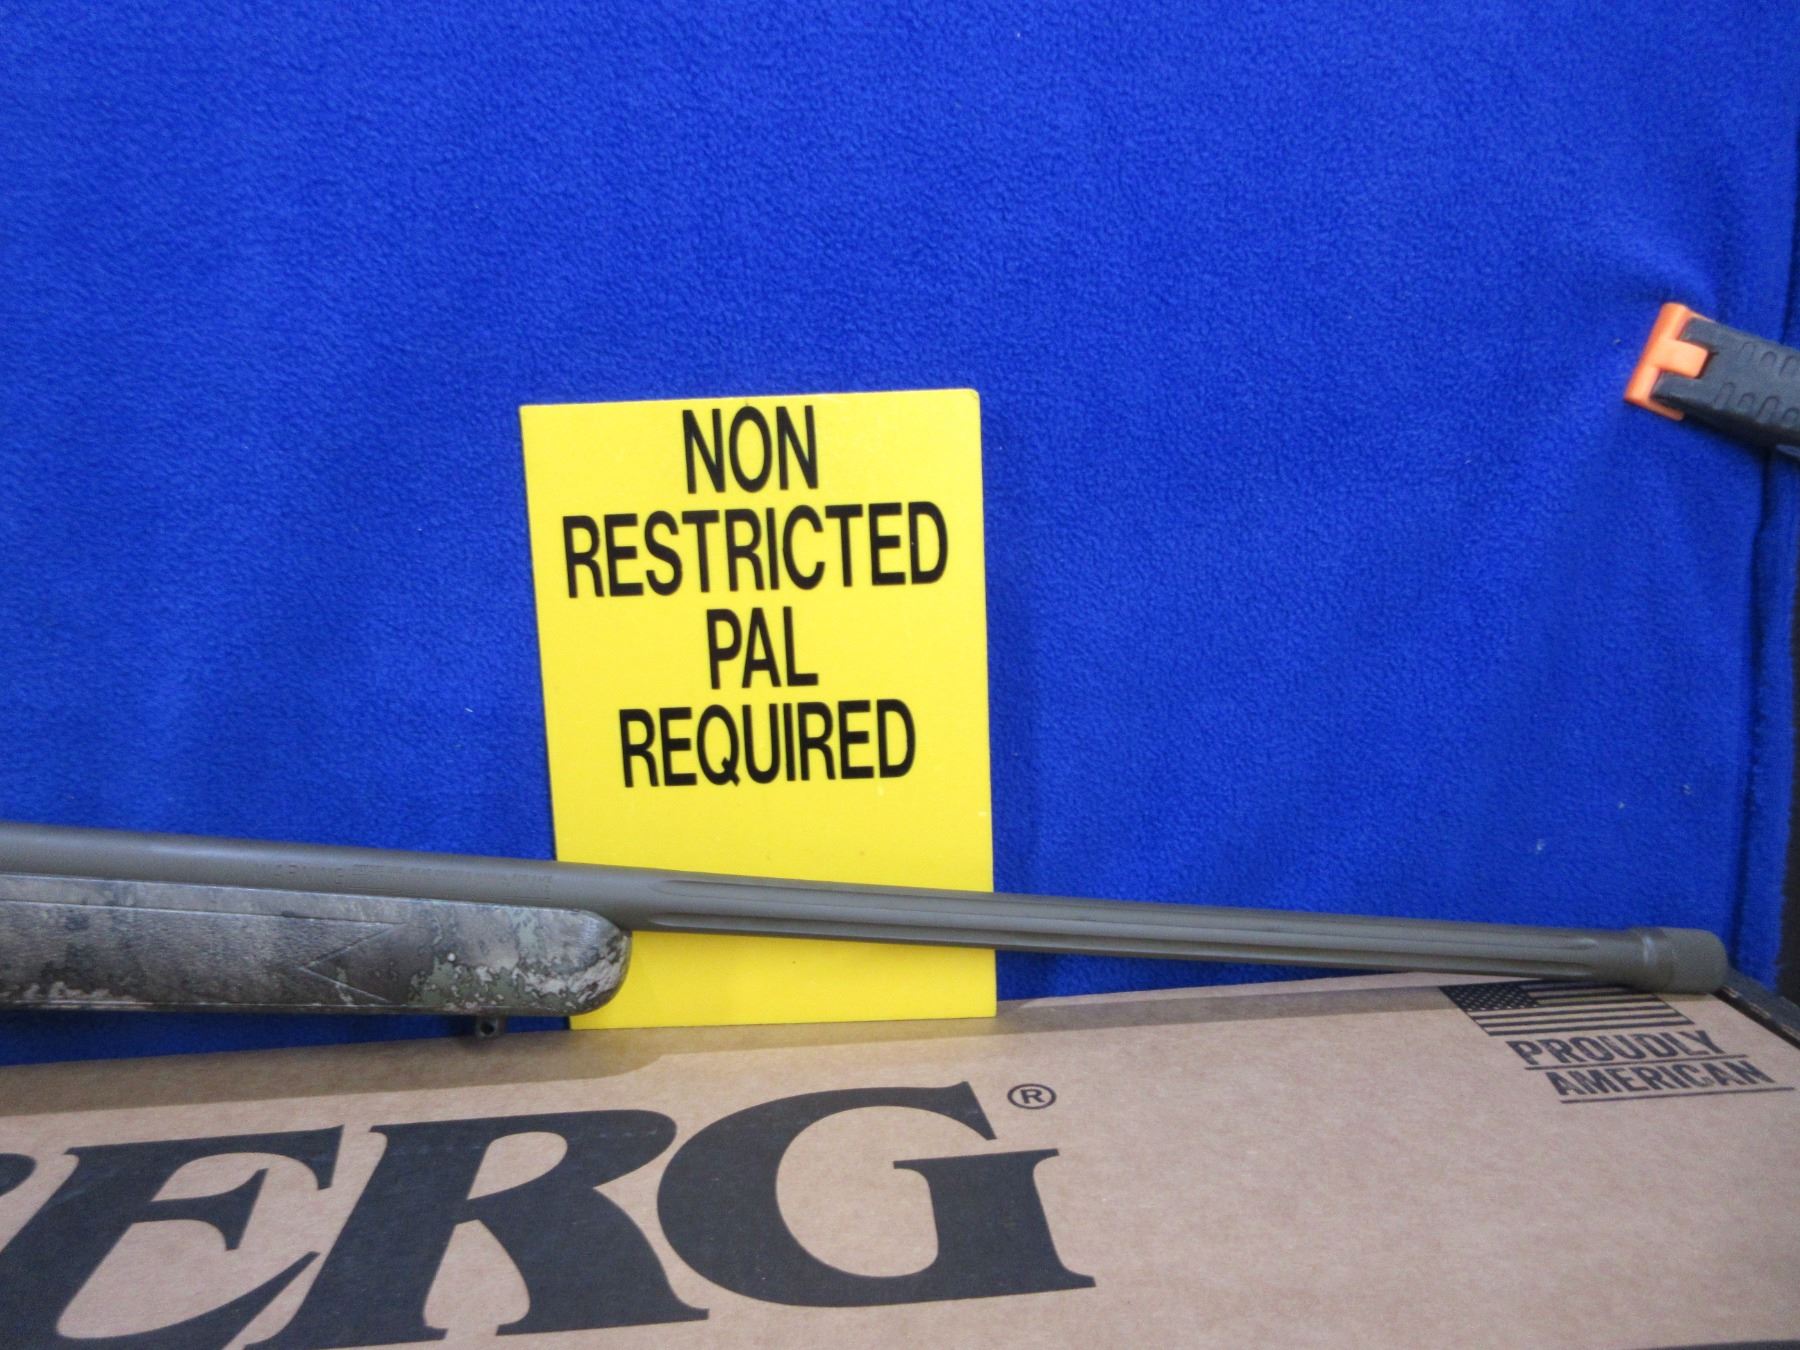 NON
RESTRICTED
PAL
REQUIRED
ERG®
PROUDLY
AMERICAN